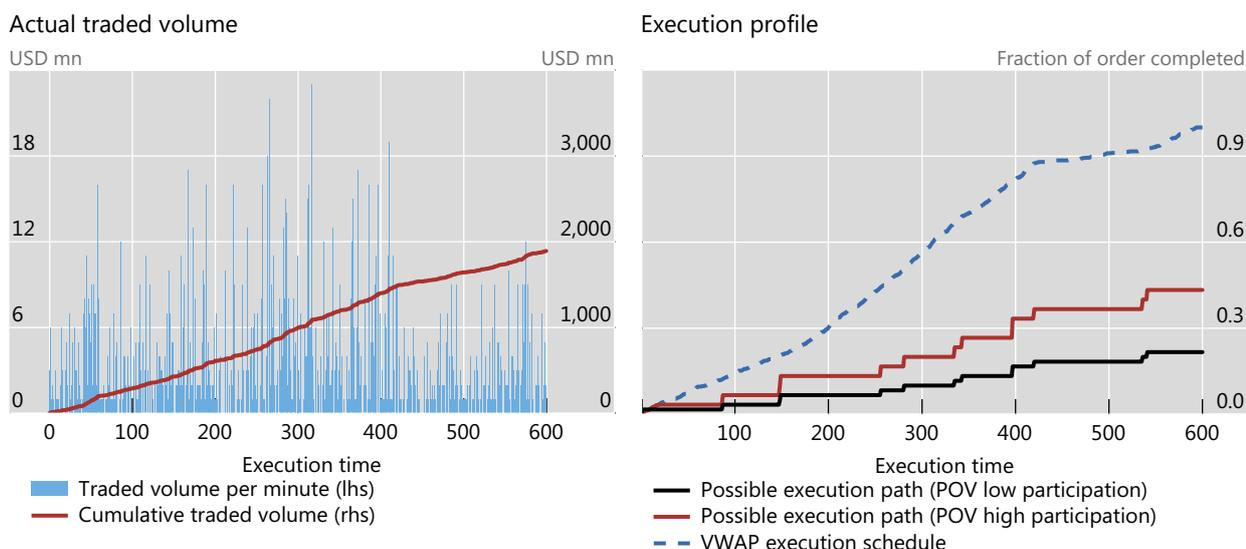 Actual traded volume
USD mn
USD mn
18
12
6
0
3,000
2,000
1,000
0
0 100 200 300 400 500 600
Execution time
Traded volume per minute (lhs)
Cumulative traded volume (rhs)
Execution profile
Fraction of order completed
0.9
0.6
0.3
0.0
100 200 300 400 500 600
Execution time
Possible execution path (POV low participation)
Possible execution path (POV high participation)
VWAP execution schedule